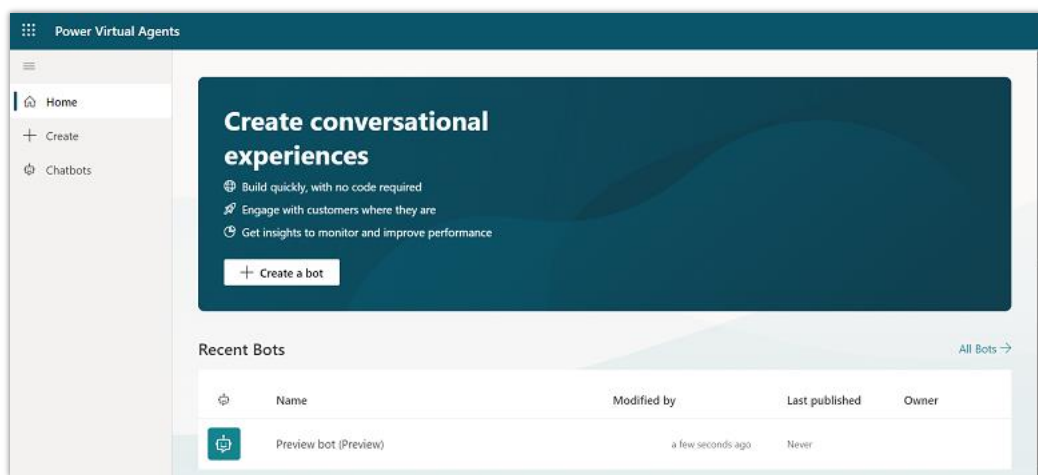 Power Virtual Agents
Home
Create
Chatbots
Create conversational
experiences
Build quickly, with no code required
Engage with customers where they are
Get insights to monitor and improve performance
Create a bot
Recent Bots
All Bots
Name Modified by Last published Owner
Preview bot (Preview) a few seconds ago Never